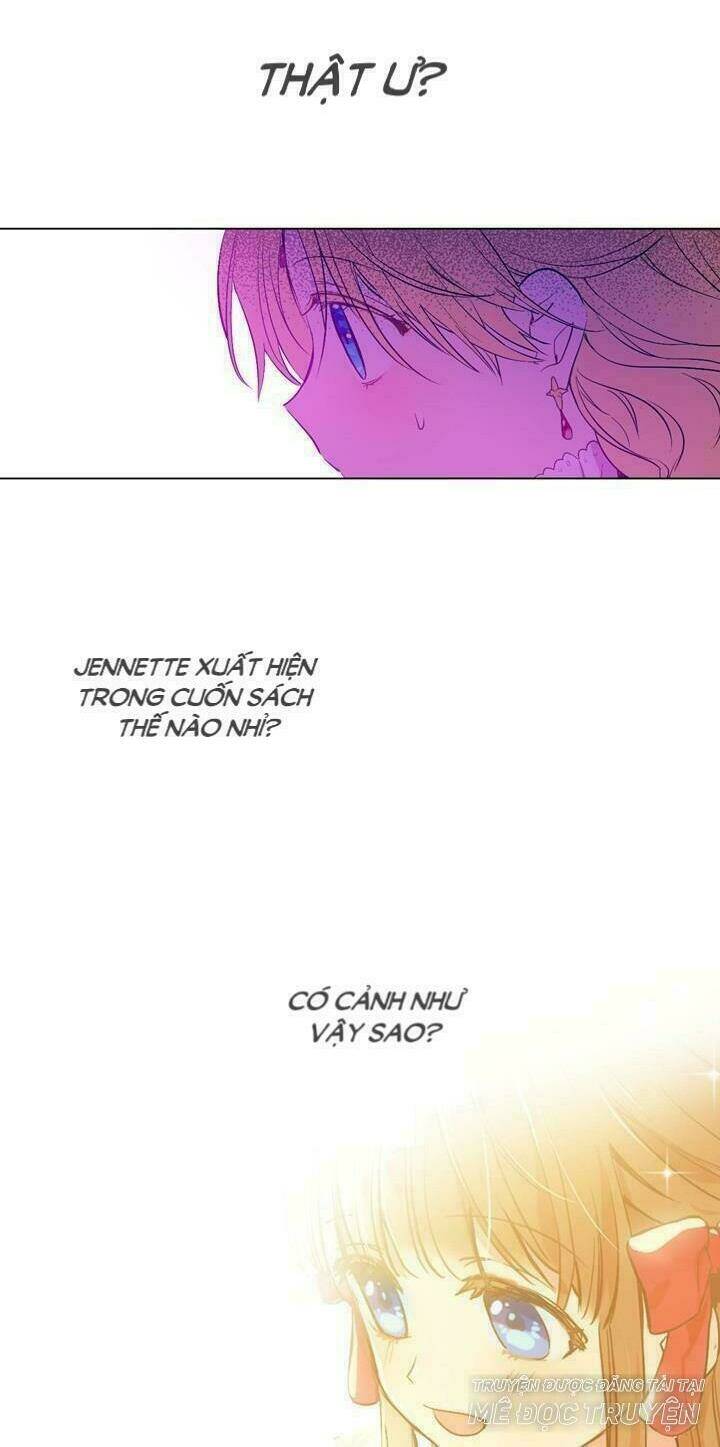 THẬT Ư?
JENNETTE XUẤT HIỆN
TRONG CUỐN SÁCH
THẾ NÀO NHỈ?
CÓ CẢNH NHƯ
VẬY SAO?
TRUYỆN ĐƯỢC ĐĂNG TẢI TẠI
MÊ ĐỌC TRUYỆN